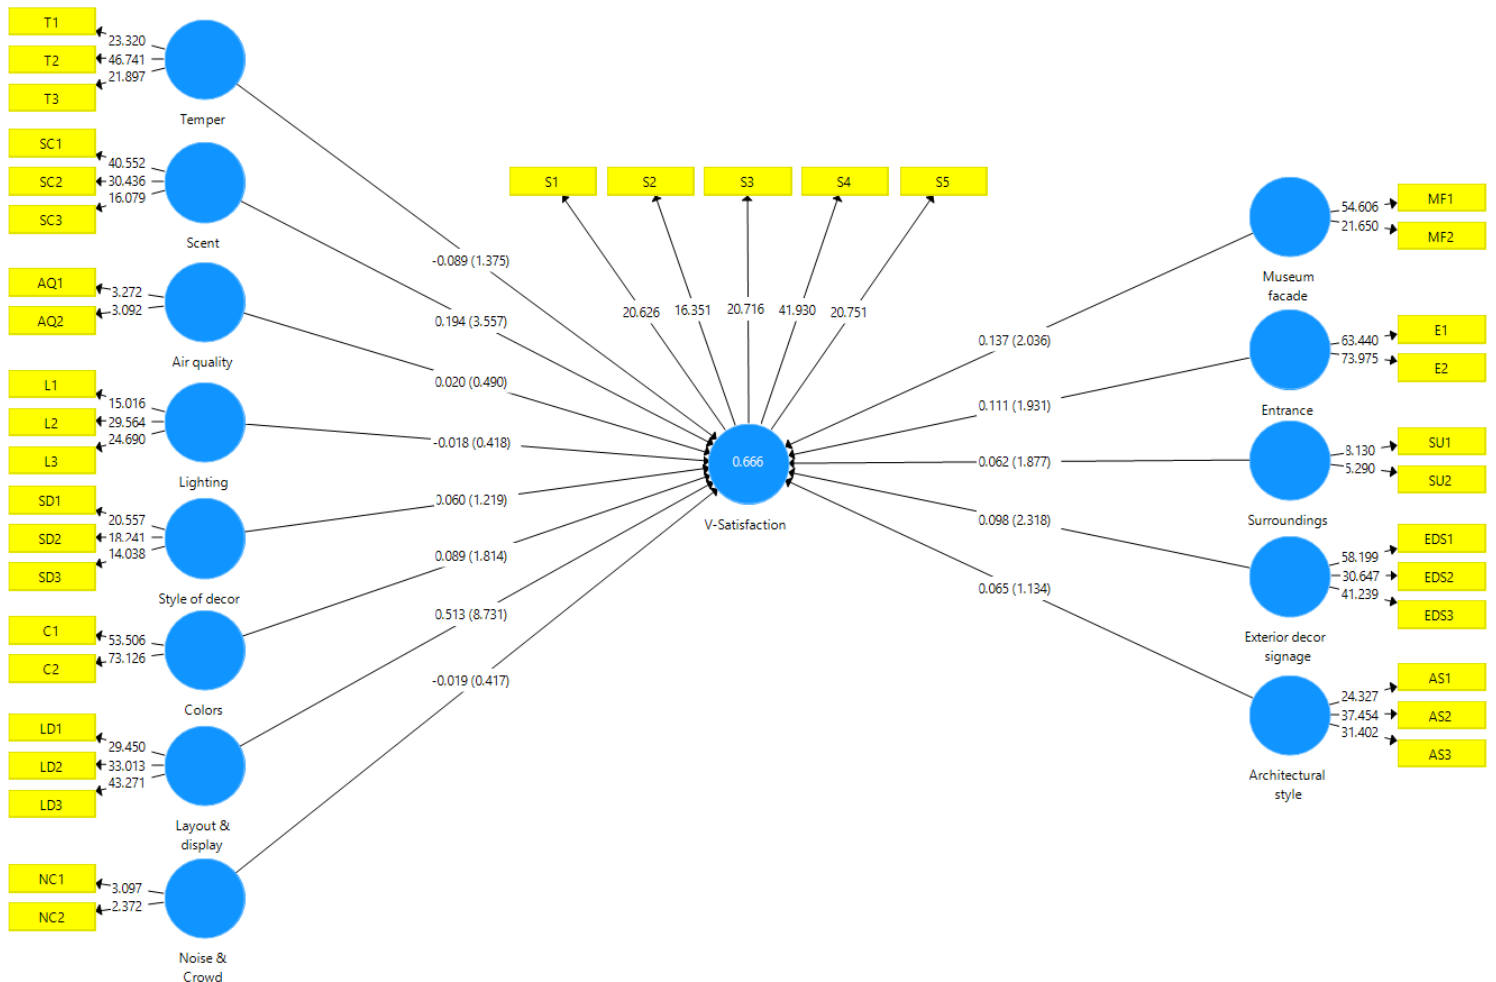 T1
23.320
T2
46.741
21.897
T3
Temper
SC1
40.552
SC2
30.436
16.079
SC3
Scent
AQ1
3.272
3.092
AQ2
Air quality
L1
15.016
L2
29.564
24.690
L3
Lighting
SD1
20.557
SD2
18.741
14.038
SD3
Style of decor
C1
53.506
C2
73.126
Colors
LD1
29.450
LD2
33.013
43.271
LD3
Layout &
display
NC1
3.097
2.372
NC2
Noise &
Crowd
-0.089 (1.375)
0.194 (3.557)
0.020 (0.490)
-0.018 (0.418)
0.060 (1.219)
0.089 (1.814)
0.513 (8.731)
-0.019 (0.417)
S1
S2
S3
S4
S5
20.626
16.351
20.716
41.930
20.751
0.666
V-Satisfaction
0.137 (2.036)
0.111 (1.931)
0.062 (1.877)
0.098 (2.318)
0.065 (1.134)
MF1
54.606
21.650
MF2
Museum
facade
E1
63.440
73.975
E2
Entrance
SU1
.130
5.290
SU2
Surroundings
EDS1
58.199
EDS2
30.647
41.239
EDS3
Exterior decor
signage
AS1
24.327
AS2
37.454
31.402
AS3
Architectural
style